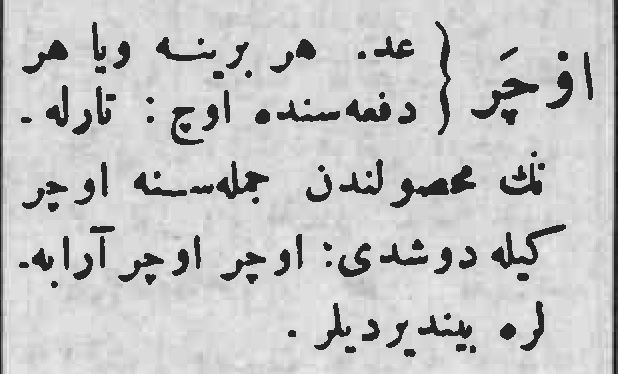 اوچَر { عد. هر برینه ویا هر
دفعه‌سنده اوچ : تارله-
نڭ محصولندن جمله‌سنه اوچر
کیله دوشدی: اوچر اوچر آرابه-
لره بیندیردیلر .